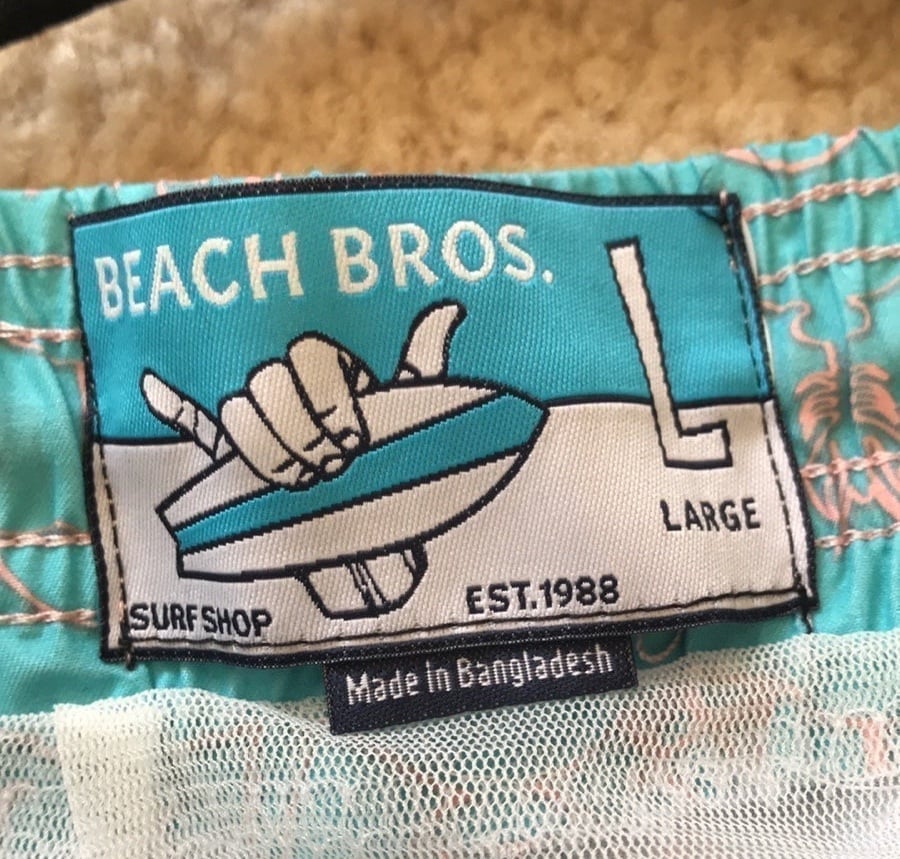 BEACH BROS.
L
LARGE
SURF SHOP
EST.1988
Made in Bangladesh